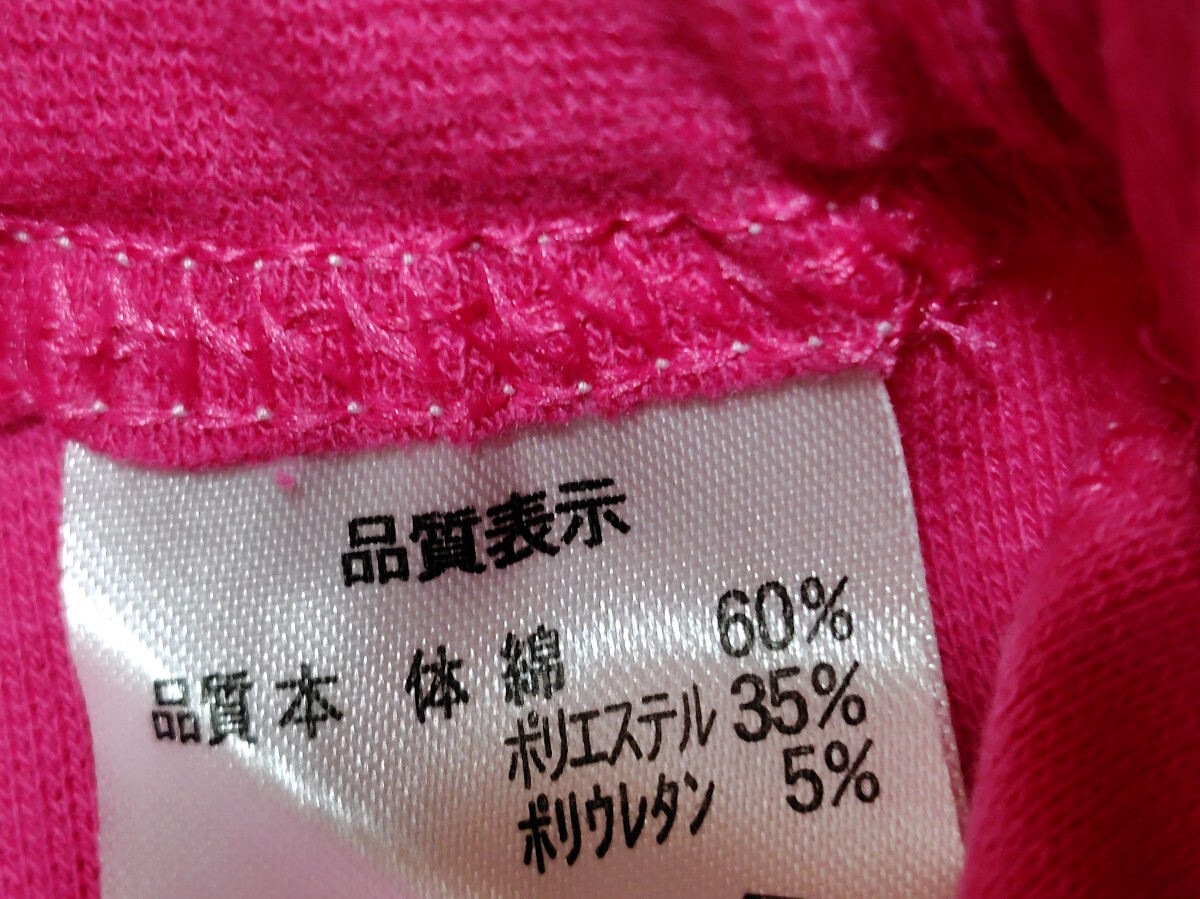 品質表示
品質 本 体 綿 60%
ポリエステル 35%
ポリウレタン 5%